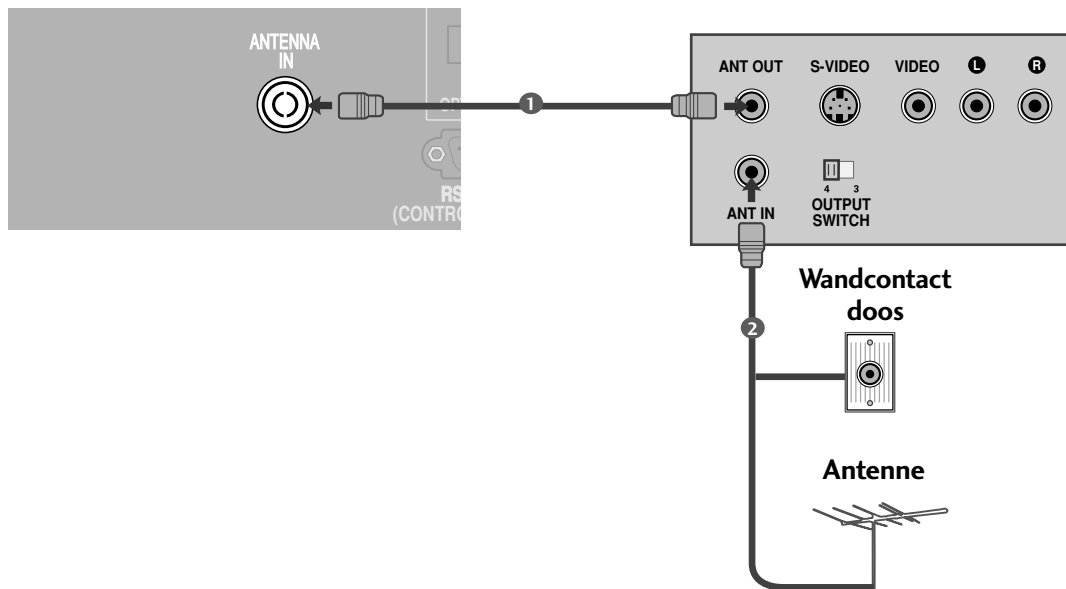 ANTENNA
IN
RS
(CONTRO
1
ANT OUT
S-VIDEO
VIDEO
L
R
ANT IN
4 3
OUTPUT
SWITCH
Wandcontact
doos
2
Antenne